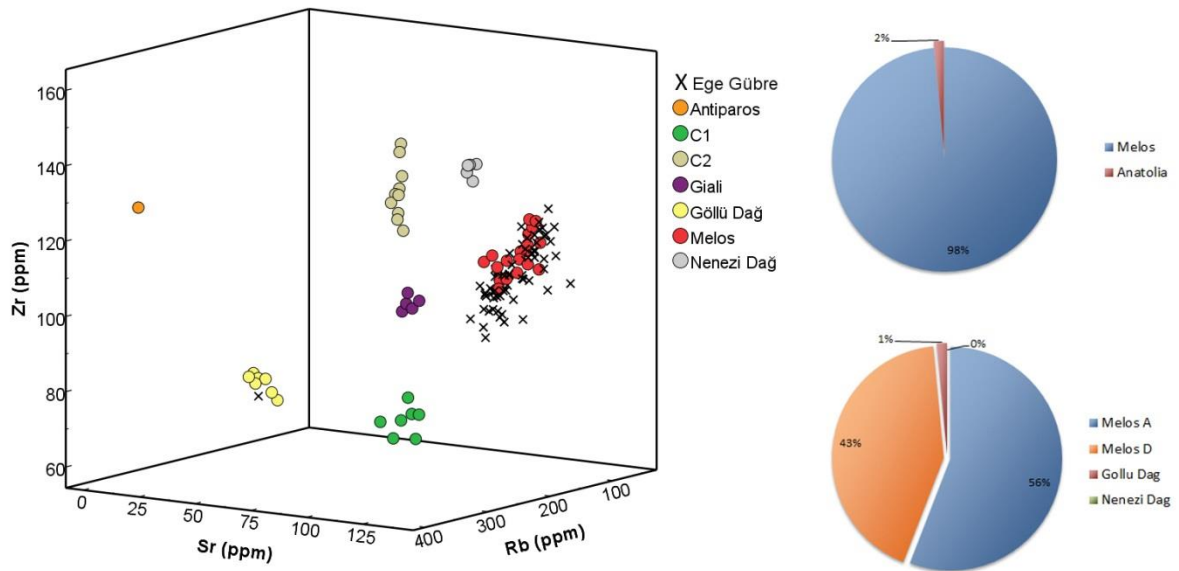 160
140
120
100
80
60
Zr (ppm)
0
25
50
75
100
125
Sr (ppm)
400
300
200
100
Rb (ppm)
X Ege Gübre
Antiparos
C1
C2
Giali
Göllü Dağ
Melos
Nenezi Dağ
2%
98%
Melos
Anatolia
1%
0%
43%
56%
Melos A
Melos D
Gollu Dag
Nenezi Dag